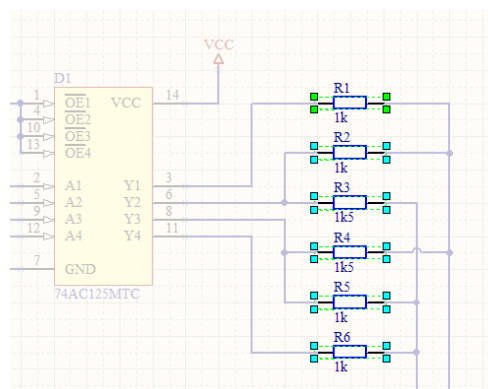 VCC
D1
1 OE1 VCC 14
4 OE2
10 OE3
13 OE4
2 A1 Y1 3
5 A2 Y2 6
9 A3 Y3 8
12 A4 Y4 11
7 GND
74AC125MTC
R1
1k
R2
1k
R3
1k5
R4
1k5
R5
1k
R6
1k